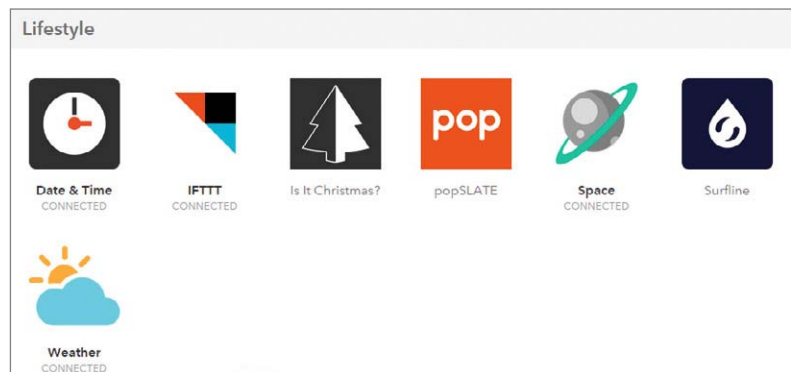 Lifestyle
pop
Date & Time
CONNECTED
IFTTT
CONNECTED
Is It Christmas?
popSLATE
Space
CONNECTED
Surfline
Weather
CONNECTED